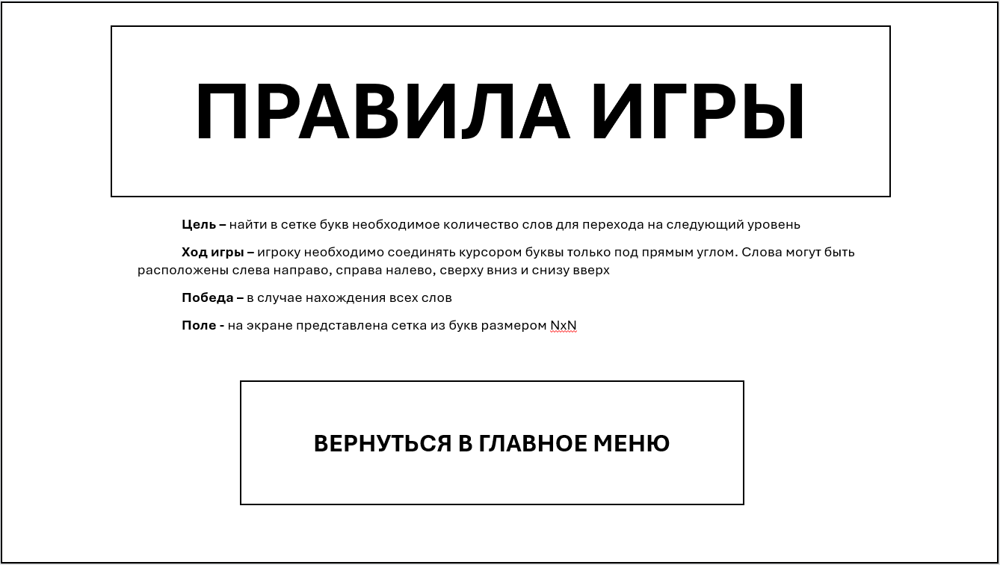 ПРАВИЛА ИГРЫ
Цель – найти в сетке букв необходимое количество слов для перехода на следующий уровень
Ход игры – игроку необходимо соединять курсором буквы только под прямым углом. Слова могут быть
расположены слева направо, справа налево, сверху вниз и снизу вверх
Победа – в случае нахождения всех слов
Поле - на экране представлена сетка из букв размером NxN
ВЕРНУТЬСЯ В ГЛАВНОЕ МЕНЮ